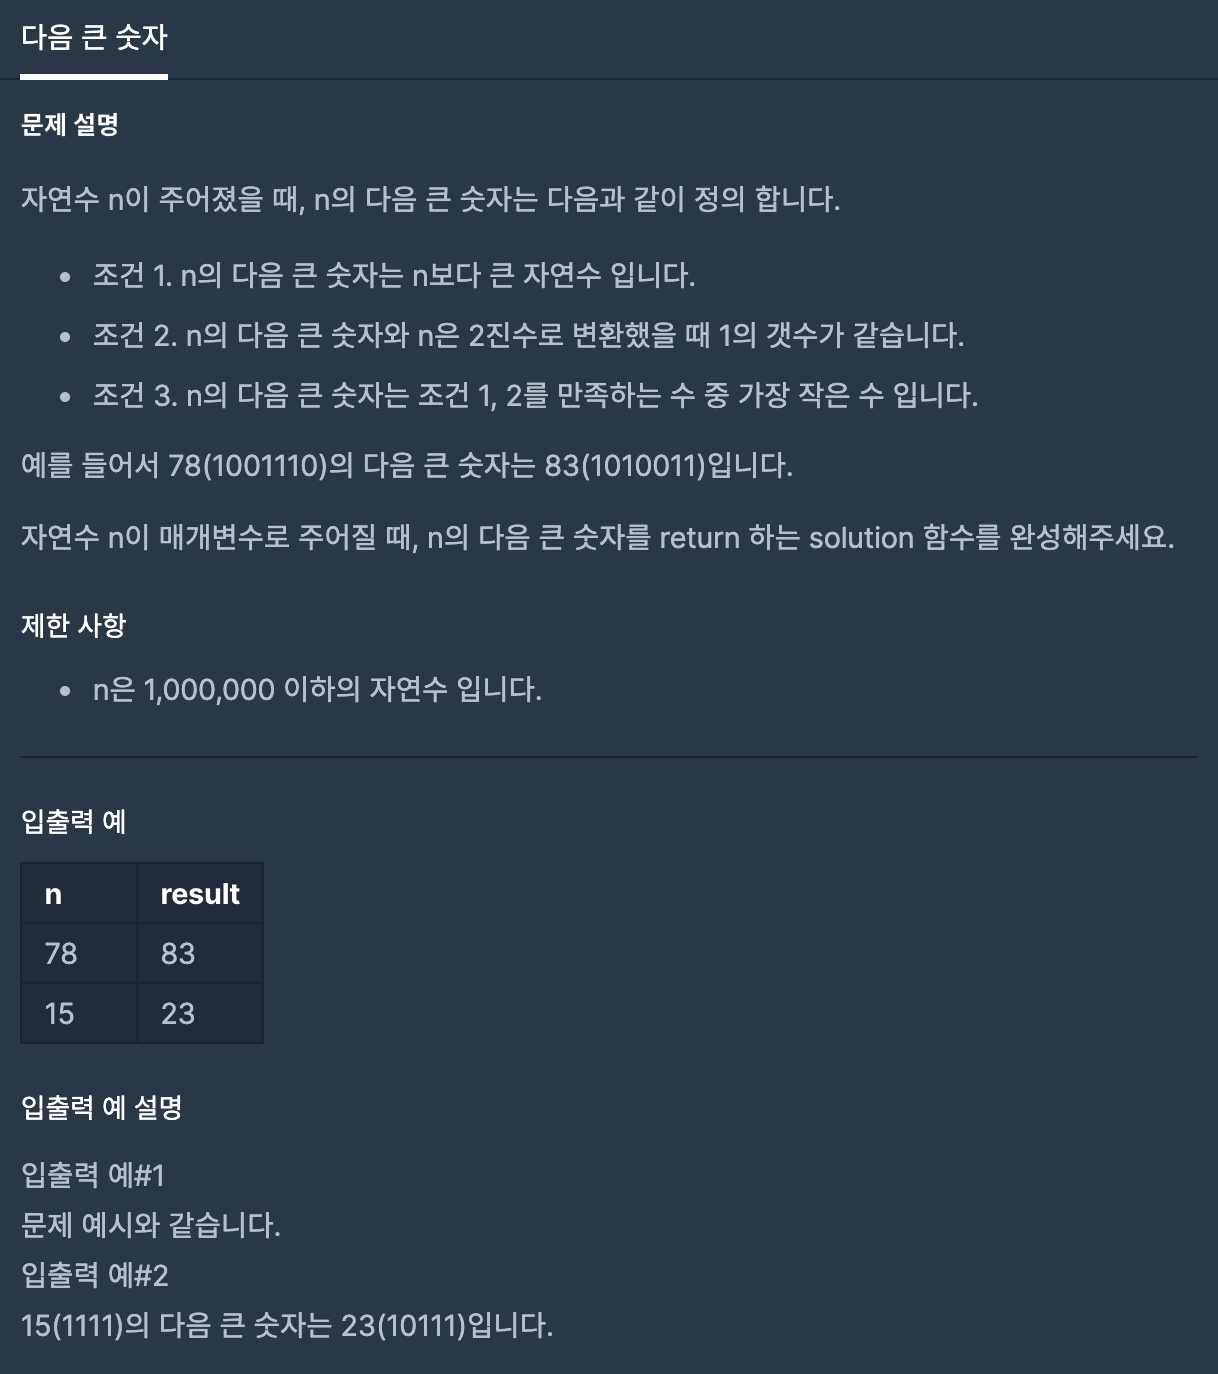 다음 큰 숫자
문제 설명
자연수 n이 주어졌을 때, n의 다음 큰 숫자는 다음과 같이 정의 합니다.
• 조건 1. n의 다음 큰 숫자는 n보다 큰 자연수 입니다.
• 조건 2. n의 다음 큰 숫자와 n은 2진수로 변환했을 때 1의 갯수가 같습니다.
• 조건 3. n의 다음 큰 숫자는 조건 1, 2를 만족하는 수 중 가장 작은 수 입니다.
예를 들어서 78(1001110)의 다음 큰 숫자는 83(1010011)입니다.
자연수 n이 매개변수로 주어질 때, n의 다음 큰 숫자를 return 하는 solution 함수를 완성해주세요.
제한 사항
• n은 1,000,000 이하의 자연수 입니다.
입출력 예
n result
78 83
15 23
입출력 예 설명
입출력 예#1
문제 예시와 같습니다.
입출력 예#2
15(1111)의 다음 큰 숫자는 23(10111)입니다.